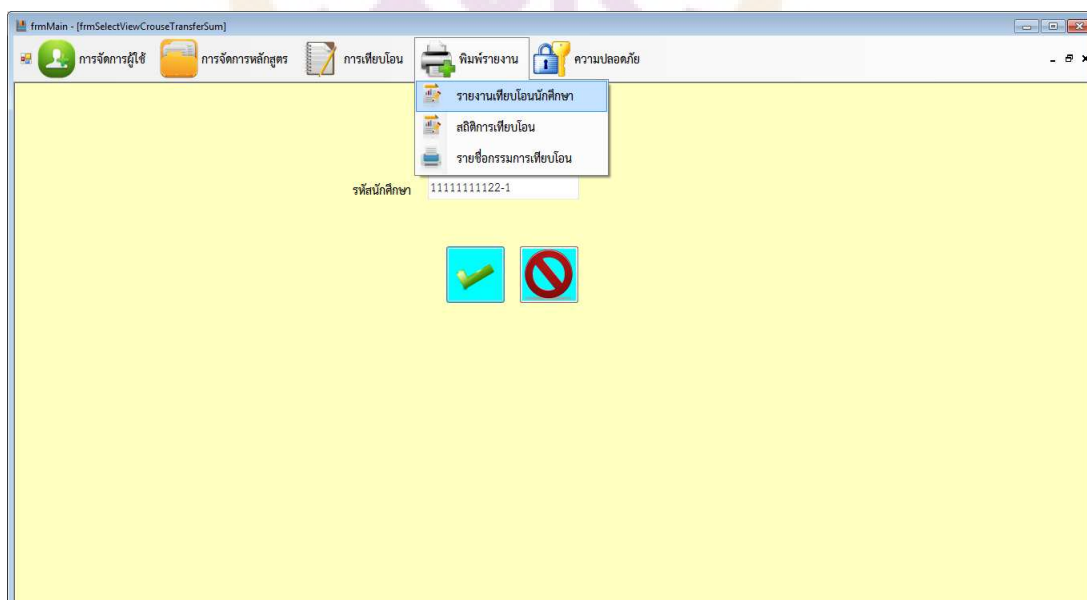 frmMain - [frmSelectViewCrouseTransferSum]
การจัดการผู้ใช้ การจัดการหลักสูตร การเทียบโอน พิมพ์รายงาน ความปลอดภัย
รายงานเทียบโอนนักศึกษา
สถิติการเทียบโอน
รายชื่อกรรมการเทียบโอน
รหัสนักศึกษา 11111111122-1